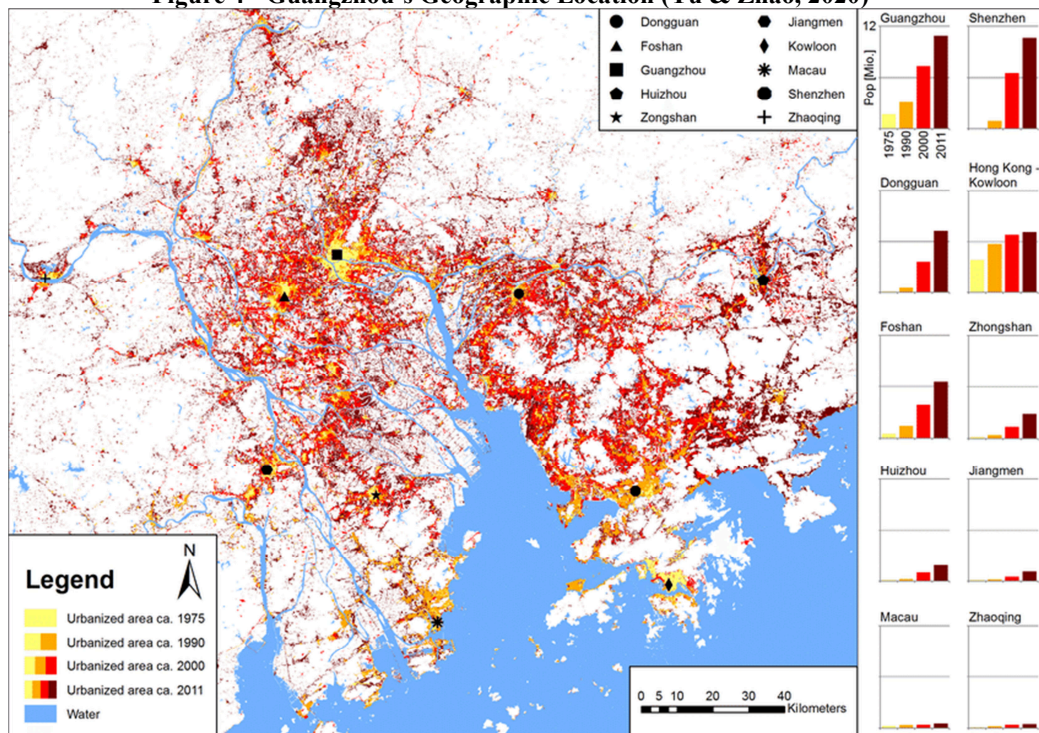 Figure 4 - Guangzhou's Geographic Location (Yu & Zhao, 2020)
Dongguan
Foshan
Guangzhou
Huizhou
Zongshan
Jiangmen
Kowloon
Macau
Shenzhen
Zhaoqing
Guangzhou
12
Pop [Mio.]
1975
1990
2000
2011
Shenzhen
Dongguan
Hong Kong -
Kowloon
Foshan
Zhongshan
Huizhou
Jiangmen
Macau
Zhaoqing
N
Legend
Urbanized area ca. 1975
Urbanized area ca. 1990
Urbanized area ca. 2000
Urbanized area ca. 2011
Water
0 5 10 20 30 40
Kilometers